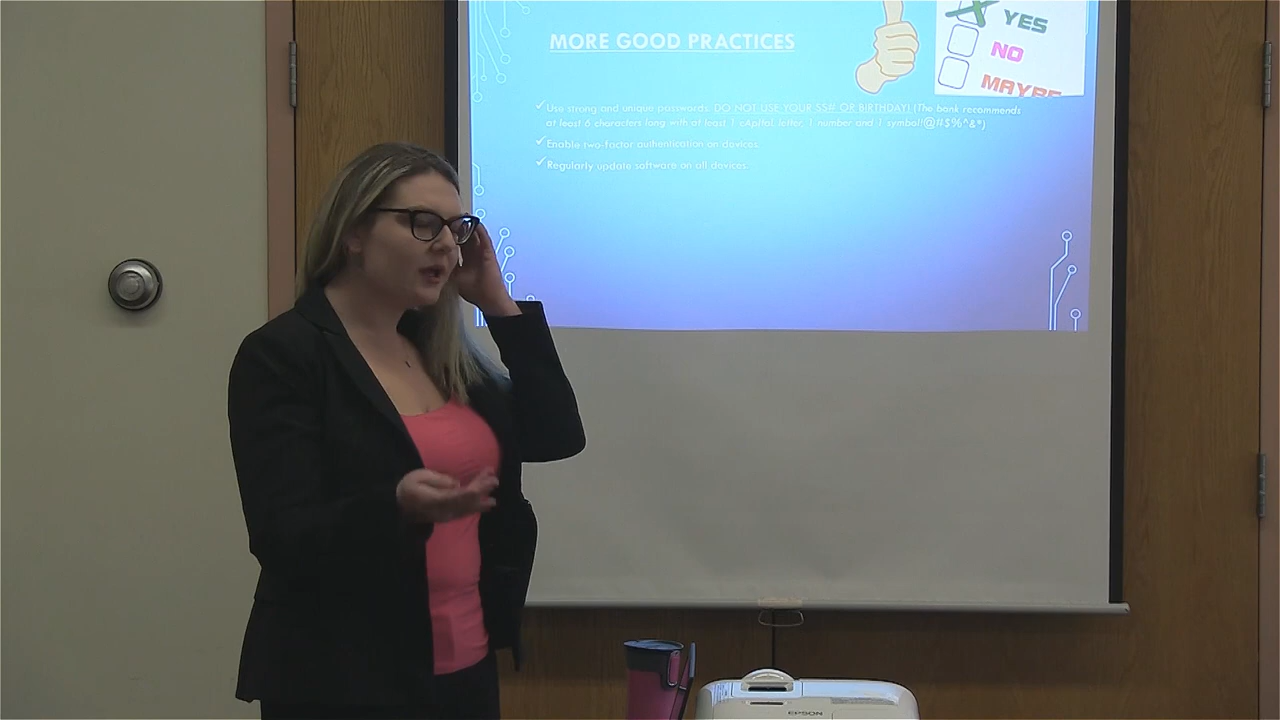 MORE GOOD PRACTICES
YES
NO
MAYBE
Use strong and unique passwords. DO NOT USE YOUR SS# OR BIRTHDAY! (The bank recommends
at least 6 characters long with at least 1 cApital letter, 1 number and 1 symbol!@#$%^&*)
Enable two-factor authentication on devices.
Regularly update software on all devices.
EPSON